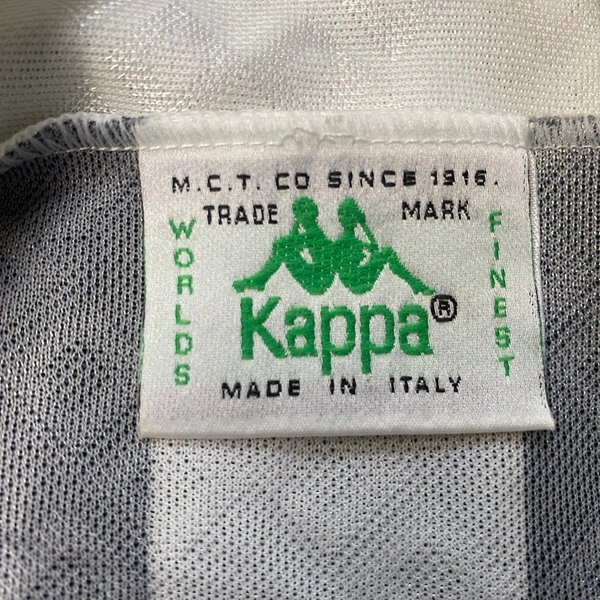 M.C.T. CO SINCE 1916.
TRADE MARK
WORLDS
FINEST
Kappa®
MADE IN ITALY